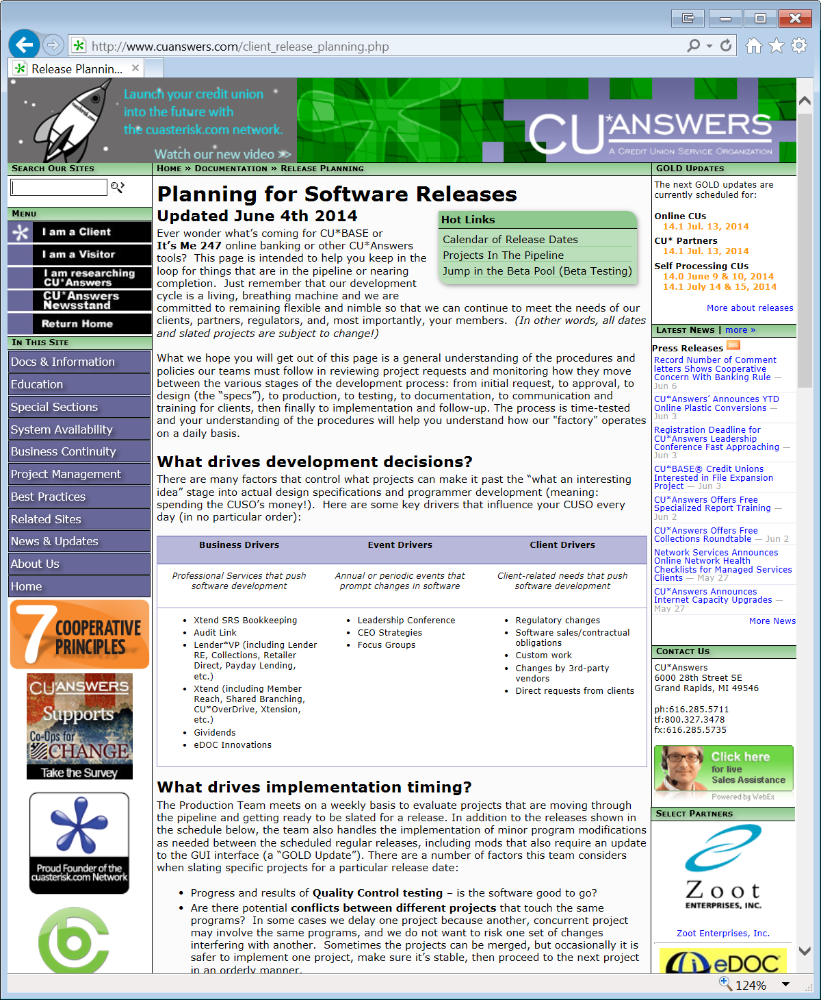 http://www.cuanswers.com/client_release_planning.php
Release Plannin...
Launch your credit union
into the future with
the cuasterisk.com network.
Watch our new video >>
cuasterisk.com
CU*ANSWERS
A CREDIT UNION SERVICE ORGANIZATION
SEARCH OUR SITES
MENU
I am a Client
I am a Visitor
I am researching
CU*Answers
CU*Answers
Newsstand
Return Home
IN THIS SITE
Docs & Information
Education
Special Sections
System Availability
Business Continuity
Project Management
Best Practices
Related Sites
News & Updates
About Us
Home
7 COOPERATIVE
PRINCIPLES
CU*ANSWERS
Supports
Co-Ops for
CHANGE
Take the Survey
Proud Founder of the
cuasterisk.com Network
HOME » DOCUMENTATION » RELEASE PLANNING
Planning for Software Releases
Updated June 4th 2014
Hot Links
Calendar of Release Dates
Projects In The Pipeline
Jump in the Beta Pool (Beta Testing)
Ever wonder what's coming for CU*BASE or
It's Me 247 online banking or other CU*Answers
tools?  This page is intended to help you keep in the
loop for things that are in the pipeline or nearing
completion.  Just remember that our development
cycle is a living, breathing machine and we are
committed to remaining flexible and nimble so that we can continue to meet the needs of our
clients, partners, regulators, and, most importantly, your members.  (In other words, all dates
and slated projects are subject to change!)
What we hope you will get out of this page is a general understanding of the procedures and
policies our teams must follow in reviewing project requests and monitoring how they move
between the various stages of the development process: from initial request, to approval, to
design (the “specs”), to production, to testing, to documentation, to communication and
training for clients, then finally to implementation and follow-up. The process is time-tested
and your understanding of the procedures will help you understand how our "factory" operates
on a daily basis.
What drives development decisions?
There are many factors that control what projects can make it past the “what an interesting
idea” stage into actual design specifications and programmer development (meaning:
spending the CUSO’s money!).  Here are some key drivers that influence your CUSO every
day (in no particular order):
Business Drivers
Professional Services that push
software development
• Xtend SRS Bookkeeping
• Audit Link
• Lender*VP (including Lender
RE, Collections, Retailer
Direct, Payday Lending,
etc.)
• Xtend (including Member
Reach, Shared Branching,
CU*OverDrive, Xtension,
etc.)
• Gividends
• eDOC Innovations
Event Drivers
Annual or periodic events that
prompt changes in software
• Leadership Conference
• CEO Strategies
• Focus Groups
Client Drivers
Client-related needs that push
software development
• Regulatory changes
• Software sales/contractual
obligations
• Custom work
• Changes by 3rd-party
vendors
• Direct requests from clients
What drives implementation timing?
The Production Team meets on a weekly basis to evaluate projects that are moving through
the pipeline and getting ready to be slated for a release. In addition to the releases shown in
the schedule below, the team also handles the implementation of minor program modifications
as needed between the scheduled regular releases, including mods that also require an update
to the GUI interface (a “GOLD Update”). There are a number of factors this team considers
when slating specific projects for a particular release date:
• Progress and results of Quality Control testing – is the software good to go?
• Are there potential conflicts between different projects that touch the same
programs?  In some cases we delay one project because another, concurrent project
may involve the same programs, and we do not want to risk one set of changes
interfering with another.  Sometimes the projects can be merged, but occasionally it is
safer to implement one project, make sure it’s stable, then proceed to the next project
in an orderly manner.
GOLD UPDATES
The next GOLD updates are
currently scheduled for:
Online CUs
14.1 Jul. 13, 2014
CU* Partners
14.1 Jul. 13, 2014
Self Processing CUs
14.0 June 9 & 10, 2014
14.1 July 14 & 15, 2014
More about releases
LATEST NEWS | more »
Press Releases RSS
Record Number of Comment
letters Shows Cooperative
Concern With Banking Rule —
Jun 6
CU*Answers’ Announces YTD
Online Plastic Conversions —
Jun 3
Registration Deadline for
CU*Answers Leadership
Conference Fast Approaching —
Jun 3
CU*BASE® Credit Unions
Interested in File Expansion
Project — Jun 3
CU*Answers Offers Free
Specialized Report Training —
Jun 2
CU*Answers Offers Free
Collections Roundtable — Jun 2
Network Services Announces
Online Network Health
Checklists for Managed Services
Clients — May 27
CU*Answers Announces
Internet Capacity Upgrades —
May 27
More News
CONTACT US
CU*Answers
6000 28th Street SE
Grand Rapids, MI 49546
ph:616.285.5711
tf:800.327.3478
fx:616.285.5735
Click here
for live
Sales Assistance
Powered by WebEx
SELECT PARTNERS
Zoot
ENTERPRISES, INC.
Zoot Enterprises, Inc.
eDOC
124%